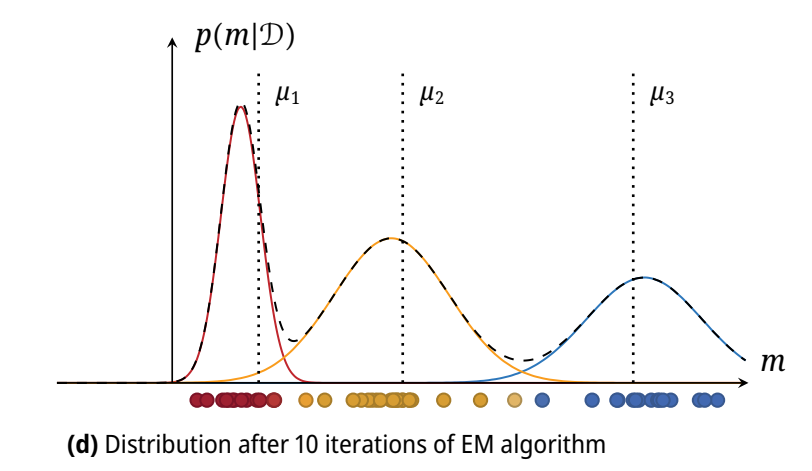 p(m|𝒟)
μ₁
μ₂
μ₃
m
(d) Distribution after 10 iterations of EM algorithm